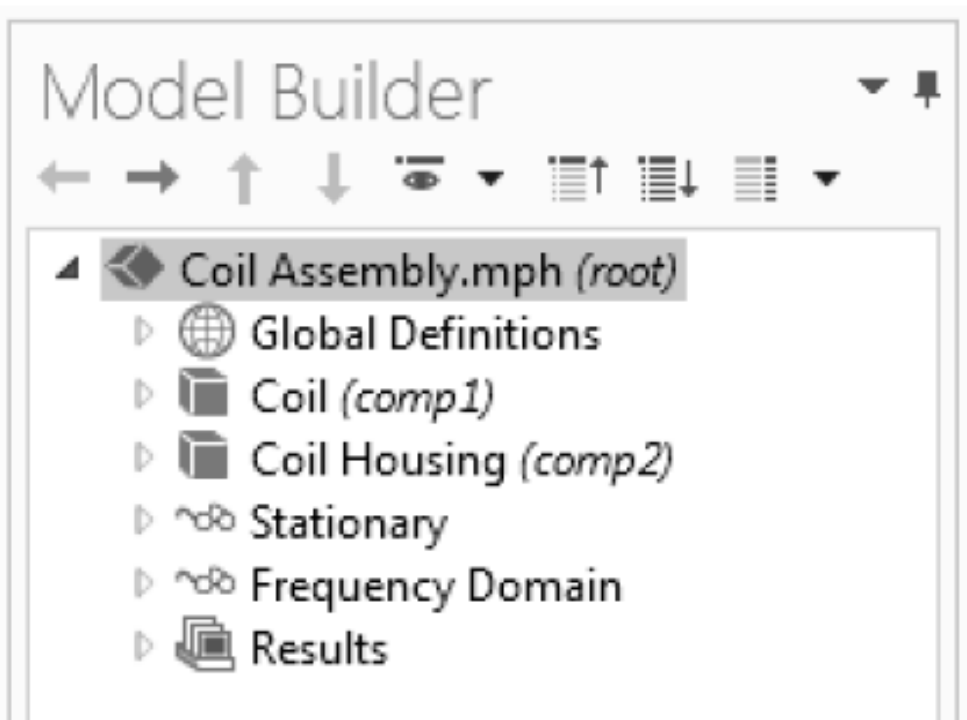 Model Builder
Coil Assembly.mph (root)
Global Definitions
Coil (comp1)
Coil Housing (comp2)
Stationary
Frequency Domain
Results